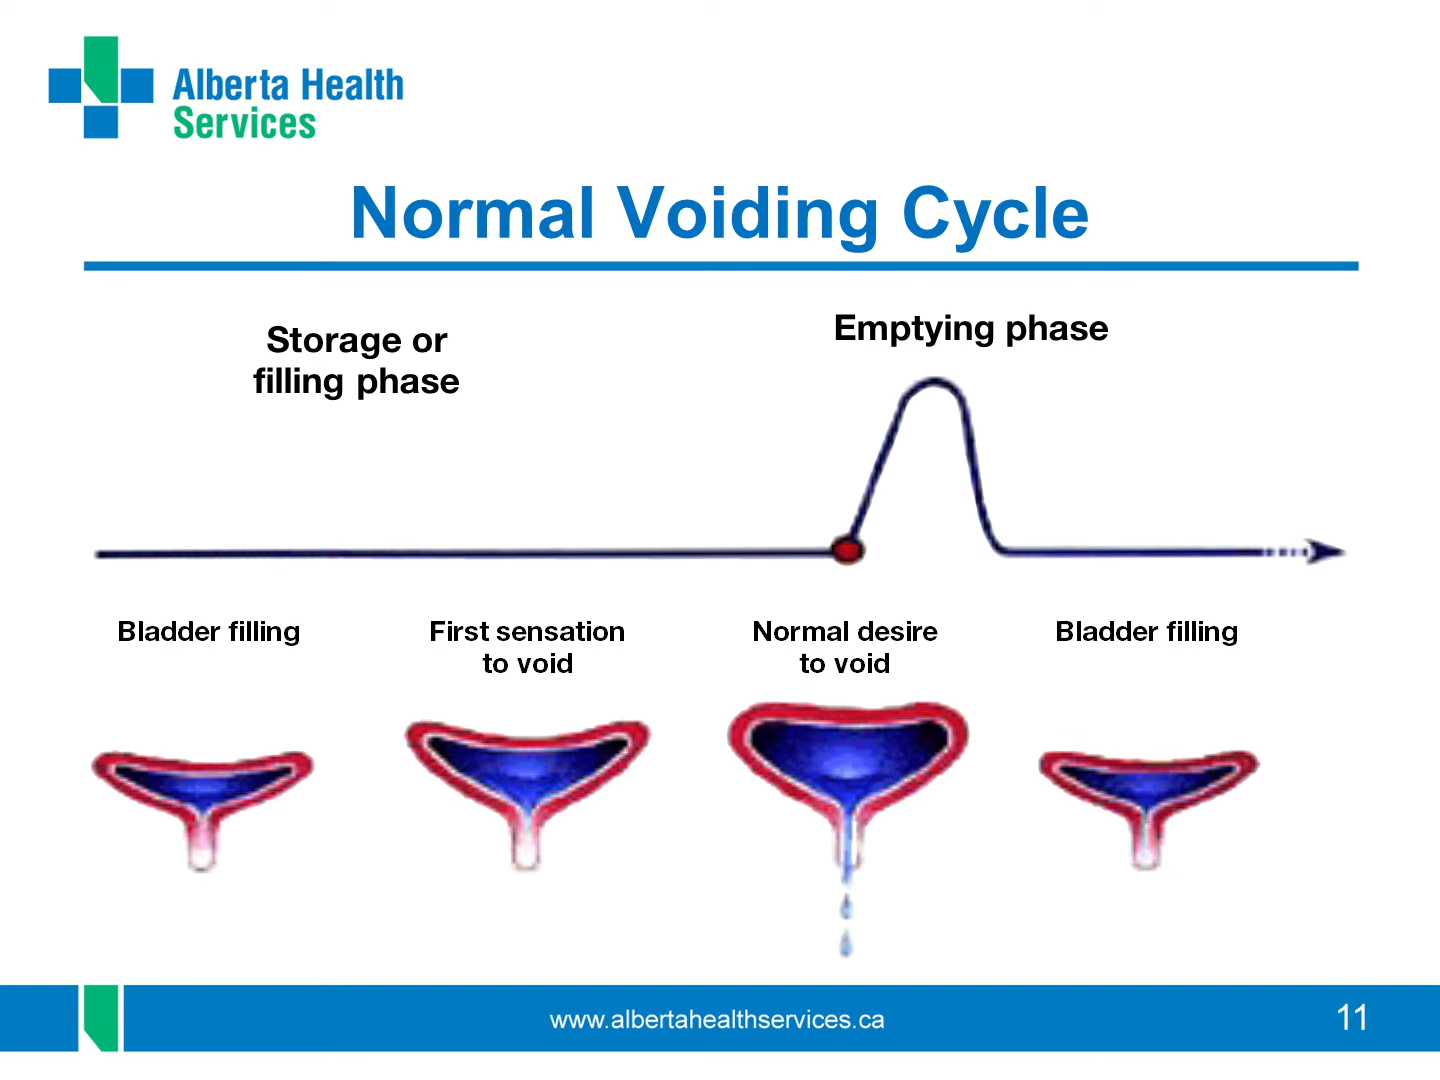 Alberta Health
Services
Normal Voiding Cycle
Storage or
filling phase
Emptying phase
Bladder filling
First sensation
to void
Normal desire
to void
Bladder filling
www.albertahealthservices.ca
11